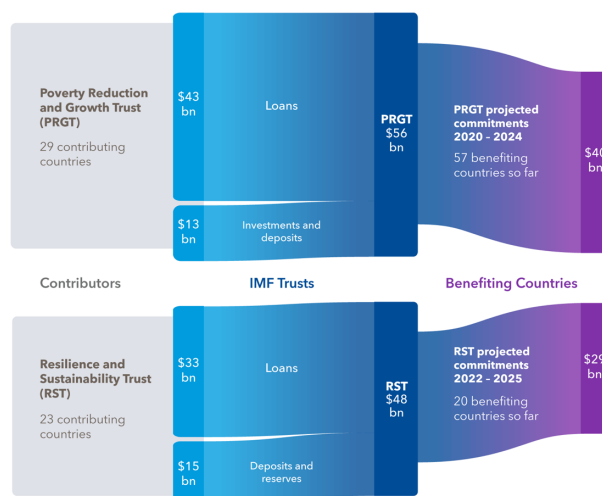 Poverty Reduction
and Growth Trust
(PRGT)
29 contributing
countries
$43
bn
Loans
$13
bn
Investments and
deposits
PRGT
$56
bn
PRGT projected
commitments
2020 – 2024
57 benefiting
countries so far
bn
Contributors
IMF Trusts
Benefiting Countries
Resilience and
Sustainability Trust
(RST)
23 contributing
countries
$33
bn
Loans
$15
bn
Deposits and
reserves
RST
$48
bn
RST projected
commitments
2022 – 2025
20 benefiting
countries so far
bn